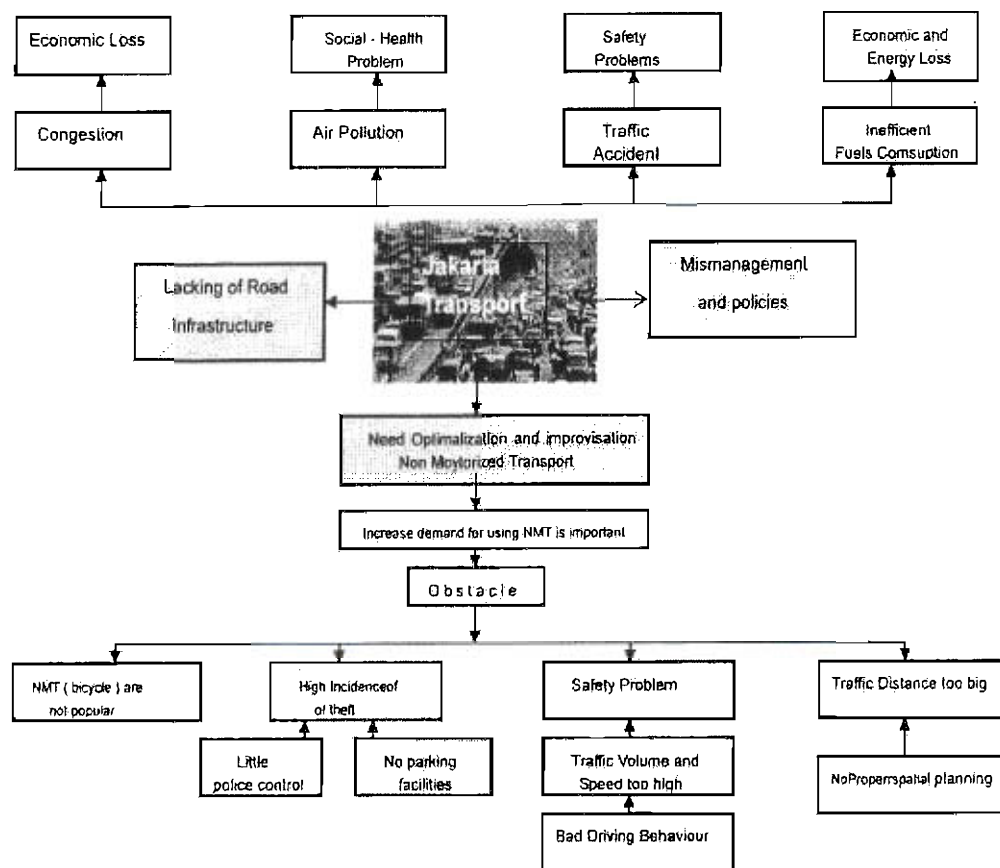 Economic Loss
Social - Health
Problem
Safety
Problems
Economic and
Energy Loss
Congestion
Air Pollution
Traffic
Accident
Inefficient
Fuels Comsuption
Lacking of Road
Infrastructure
Jakarta
Transport
Mismanagement
and policies
Need Optimalization and improvisation
Non Moytorized Transport
Increase demand for using NMT is important
Obstacle
NMT ( bicycle ) are
not popular
High Incidenceof
of theft
Safety Problem
Traffic Distance too big
Little
police control
No parking
facilities
Traffic Volume and
Speed too high
NoProperrspatial planning
Bad Driving Behaviour